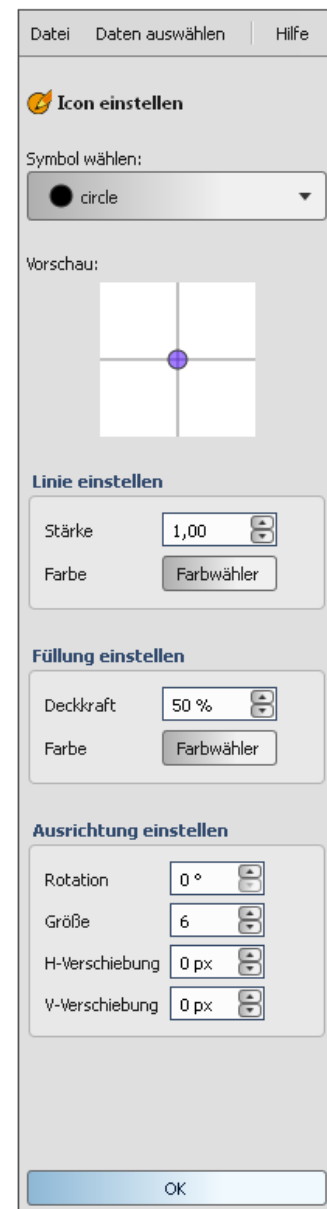 Datei Daten auswählen Hilfe
Icon einstellen
Symbol wählen:
circle
Vorschau:
Linie einstellen
Stärke 1,00
Farbe Farbwähler
Füllung einstellen
Deckkraft 50 %
Farbe Farbwähler
Ausrichtung einstellen
Rotation 0 °
Größe 6
H-Verschiebung 0 px
V-Verschiebung 0 px
OK